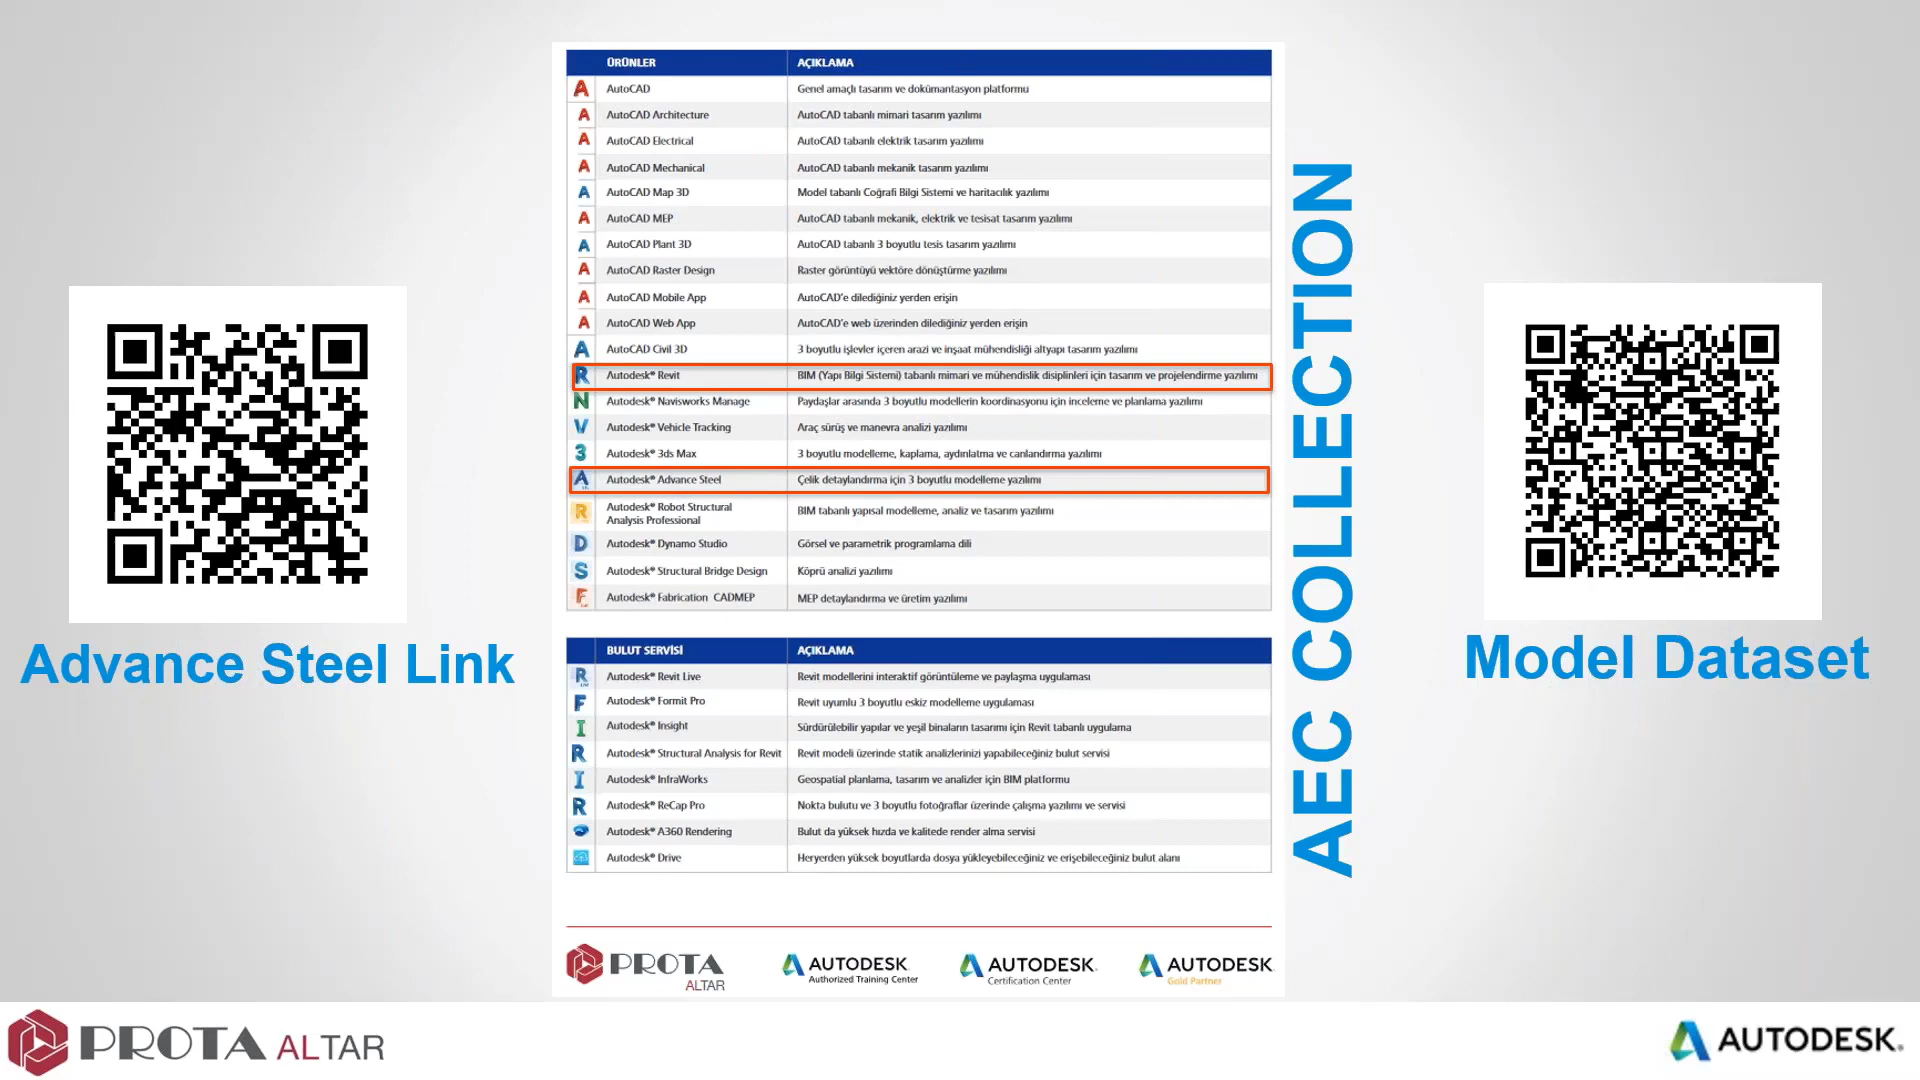 ÜRÜNLER AÇIKLAMA
AutoCAD Genel amaçlı tasarım ve dokümantasyon platformu
AutoCAD Architecture AutoCAD tabanlı mimari tasarım yazılımı
AutoCAD Electrical AutoCAD tabanlı elektrik tasarım yazılımı
AutoCAD Mechanical AutoCAD tabanlı mekanik tasarım yazılımı
AutoCAD Map 3D Model tabanlı Coğrafi Bilgi Sistemi ve haritacılık yazılımı
AutoCAD MEP AutoCAD tabanlı mekanik, elektrik ve tesisat tasarım yazılımı
AutoCAD Plant 3D AutoCAD tabanlı 3 boyutlu tesis tasarım yazılımı
AutoCAD Raster Design Raster görüntüyü vektöre dönüştürme yazılımı
AutoCAD Mobile App AutoCAD'e dilediğiniz yerden erişin
AutoCAD Web App AutoCAD'e web üzerinden dilediğiniz yerden erişin
AutoCAD Civil 3D 3 boyutlu işlevler içeren arazi ve inşaat mühendisliği altyapı tasarım yazılımı
Autodesk® Revit BIM (Yapı Bilgi Sistemi) tabanlı mimari ve mühendislik disiplinleri için tasarım ve projelendirme yazılımı
Autodesk® Navisworks Manage Paydaşlar arasında 3 boyutlu modellerin koordinasyonu için inceleme ve planlama yazılımı
Autodesk® Vehicle Tracking Araç sürüş ve manevra analizi yazılımı
Autodesk® 3ds Max 3 boyutlu modelleme, kaplama, aydınlatma ve canlandırma yazılımı
Autodesk® Advance Steel Çelik detaylandırma için 3 boyutlu modelleme yazılımı
Autodesk® Robot Structural
Analysis Professional BIM tabanlı yapısal modelleme, analiz ve tasarım yazılımı
Autodesk® Dynamo Studio Görsel ve parametrik programlama dili
Autodesk® Structural Bridge Design Köprü analizi yazılımı
Autodesk® Fabrication CADMEP MEP detaylandırma ve üretim yazılımı
BULUT SERVİSİ AÇIKLAMA
Autodesk® Revit Live Revit modellerini interaktif görüntüleme ve paylaşma uygulaması
Autodesk® Formit Pro Revit uyumlu 3 boyutlu eskiz modelleme uygulaması
Autodesk® Insight Sürdürülebilir yapılar ve yeşil binaların tasarımı için Revit tabanlı uygulama
Autodesk® Structural Analysis for Revit Revit modeli üzerinde statik analizlerinizi yapabileceğiniz bulut servisi
Autodesk® InfraWorks Geospatial planlama, tasarım ve analizler için BIM platformu
Autodesk® ReCap Pro Nokta bulutu ve 3 boyutlu fotoğraflar üzerinde çalışma yazılımı ve servisi
Autodesk® A360 Rendering Bulut da yüksek hızda ve kalitede render alma servisi
Autodesk® Drive Heryerden yüksek boyutlarda dosya yükleyebileceğiniz ve erişebileceğiniz bulut alanı
Advance Steel Link
AEC COLLECTION
Model Dataset
PROTA
ALTAR
AUTODESK
Authorized Training Center
AUTODESK
Certification Center
AUTODESK
Gold Partner
PROTA ALTAR
AUTODESK.